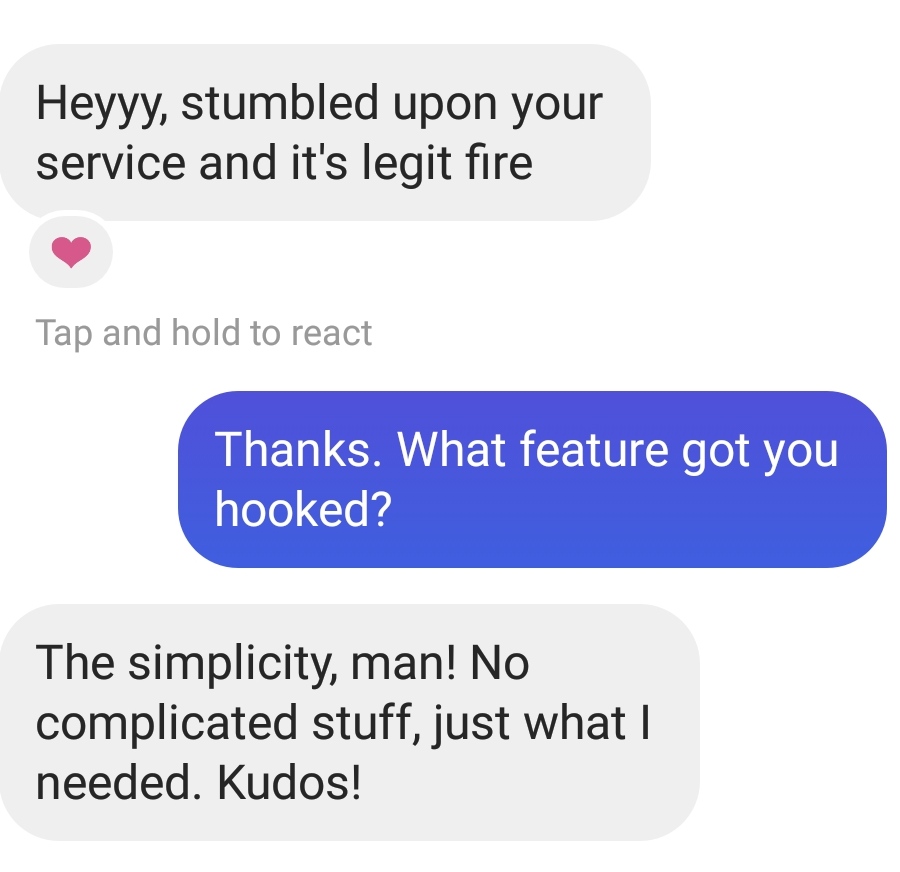 Heyyy, stumbled upon your
service and it's legit fire
Tap and hold to react
Thanks. What feature got you
hooked?
The simplicity, man! No
complicated stuff, just what I
needed. Kudos!